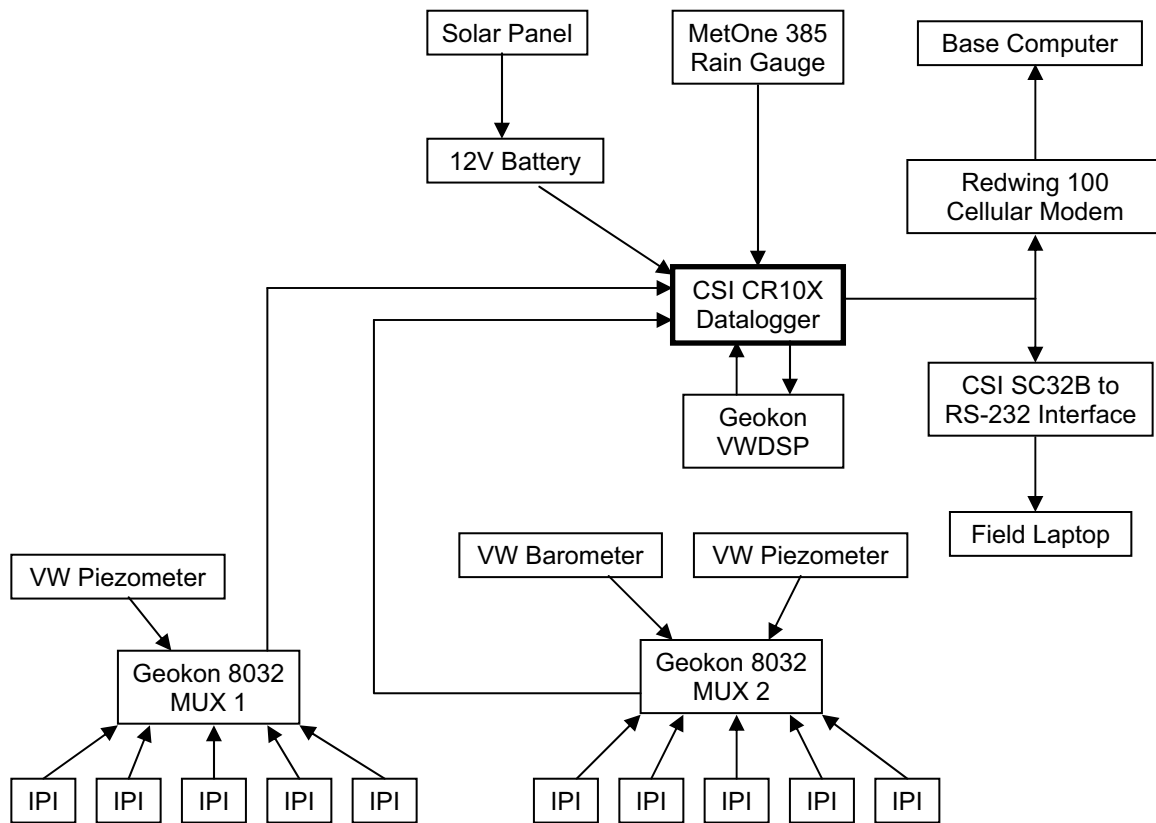 Solar Panel
MetOne 385
Rain Gauge
Base Computer
12V Battery
Redwing 100
Cellular Modem
CSI CR10X
Datalogger
CSI SC32B to
RS-232 Interface
Geokon
VWDSP
Field Laptop
VW Piezometer
VW Barometer
VW Piezometer
Geokon 8032
MUX 1
Geokon 8032
MUX 2
IPI
IPI
IPI
IPI
IPI
IPI
IPI
IPI
IPI
IPI